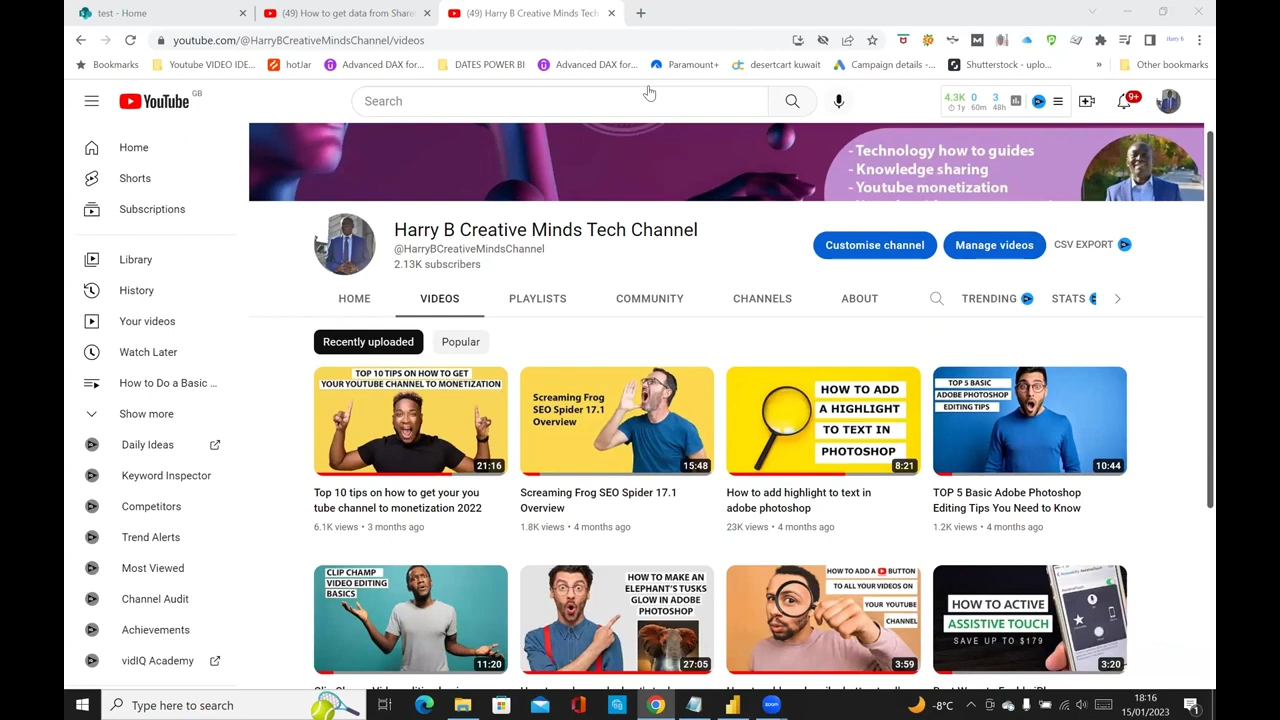 test - Home
(49) How to get data from Share
(49) Harry B Creative Minds Tech
youtube.com/@HarryBCreativeMindsChannel/videos
Harry B
Bookmarks
Youtube VIDEO IDE...
hotJar
Advanced DAX for...
DATES POWER BI
Advanced DAX for...
Paramount+
desertcart kuwait
Campaign details -...
Shutterstock - uplo...
»
Other bookmarks
YouTube GB
Search
4.3K 0 3
1y 60m 48h
9+
- Technology how to guides
- Knowledge sharing
- Youtube monetization
Home
Shorts
Subscriptions
Library
History
Your videos
Watch Later
How to Do a Basic ...
Show more
Daily Ideas
Keyword Inspector
Competitors
Trend Alerts
Most Viewed
Channel Audit
Achievements
vidIQ Academy
Harry B Creative Minds Tech Channel
@HarryBCreativeMindsChannel
2.13K subscribers
Customise channel
Manage videos
CSV EXPORT
HOME
VIDEOS
PLAYLISTS
COMMUNITY
CHANNELS
ABOUT
TRENDING
STATS
Recently uploaded
Popular
TOP 10 TIPS ON HOW TO GET
YOUR YOUTUBE CHANNEL TO MONETIZATION
21:16
Top 10 tips on how to get your you
tube channel to monetization 2022
6.1K views • 3 months ago
Screaming Frog
SEO Spider 17.1
Overview
15:48
Screaming Frog SEO Spider 17.1
Overview
1.8K views • 4 months ago
HOW TO ADD
A HIGHLIGHT
TO TEXT IN
PHOTOSHOP
8:21
How to add highlight to text in
adobe photoshop
23K views • 4 months ago
TOP 5 BASIC
ADOBE PHOTOSHOP
EDITING TIPS
10:44
TOP 5 Basic Adobe Photoshop
Editing Tips You Need to Know
1.2K views • 4 months ago
CLIP CHAMP
VIDEO EDITING
BASICS
11:20
HOW TO MAKE AN
ELEPHANT'S TUSKS
GLOW IN ADOBE
PHOTOSHOP
27:05
HOW TO ADD A BUTTON
TO ALL YOUR VIDEOS ON
YOUR YOUTUBE
CHANNEL
3:59
HOW TO ACTIVE
ASSISTIVE TOUCH
SAVE UP TO $179
3:20
Type here to search
-8°C
18:16
15/01/2023
1